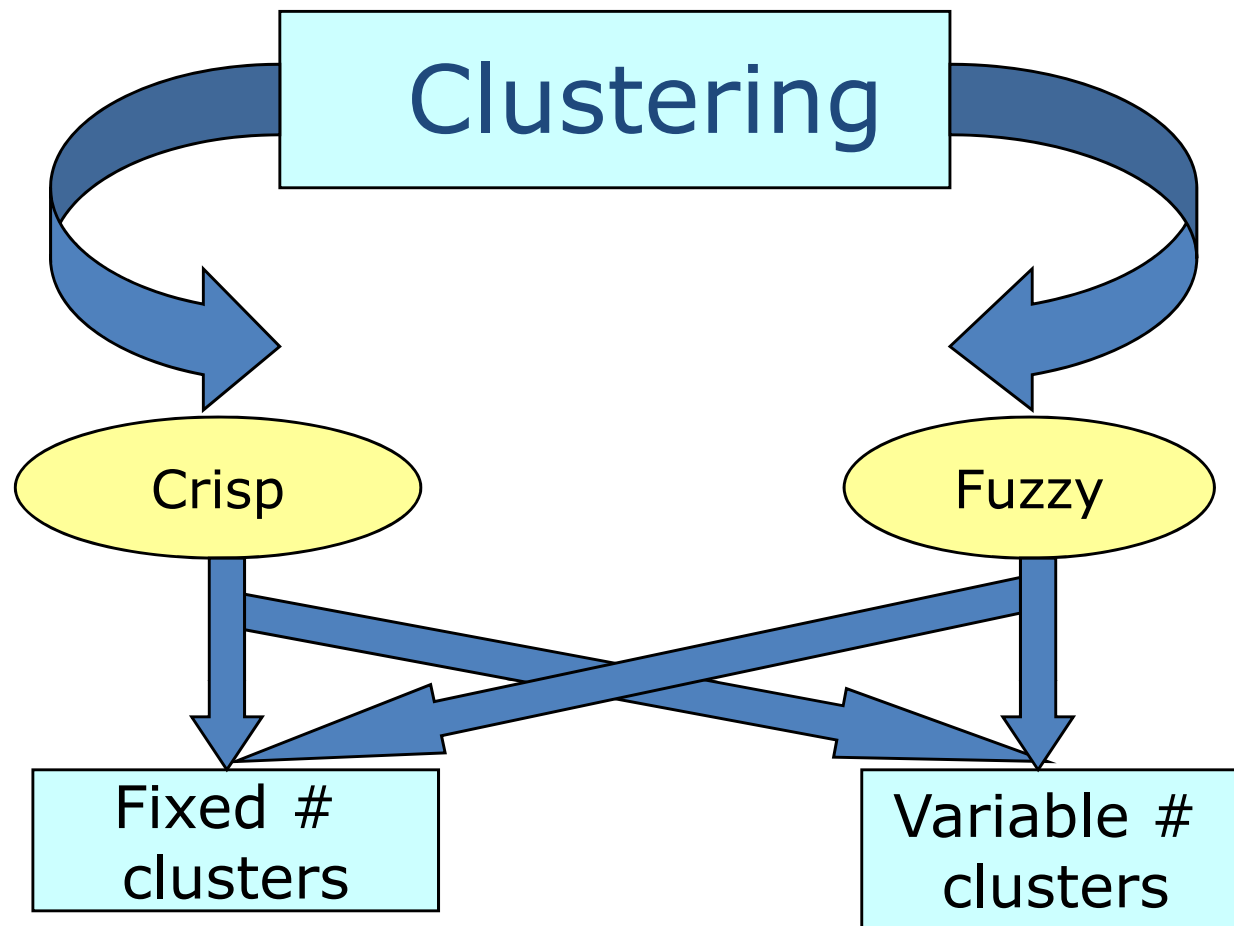 Clustering
Crisp
Fuzzy
Fixed #
clusters
Variable #
clusters